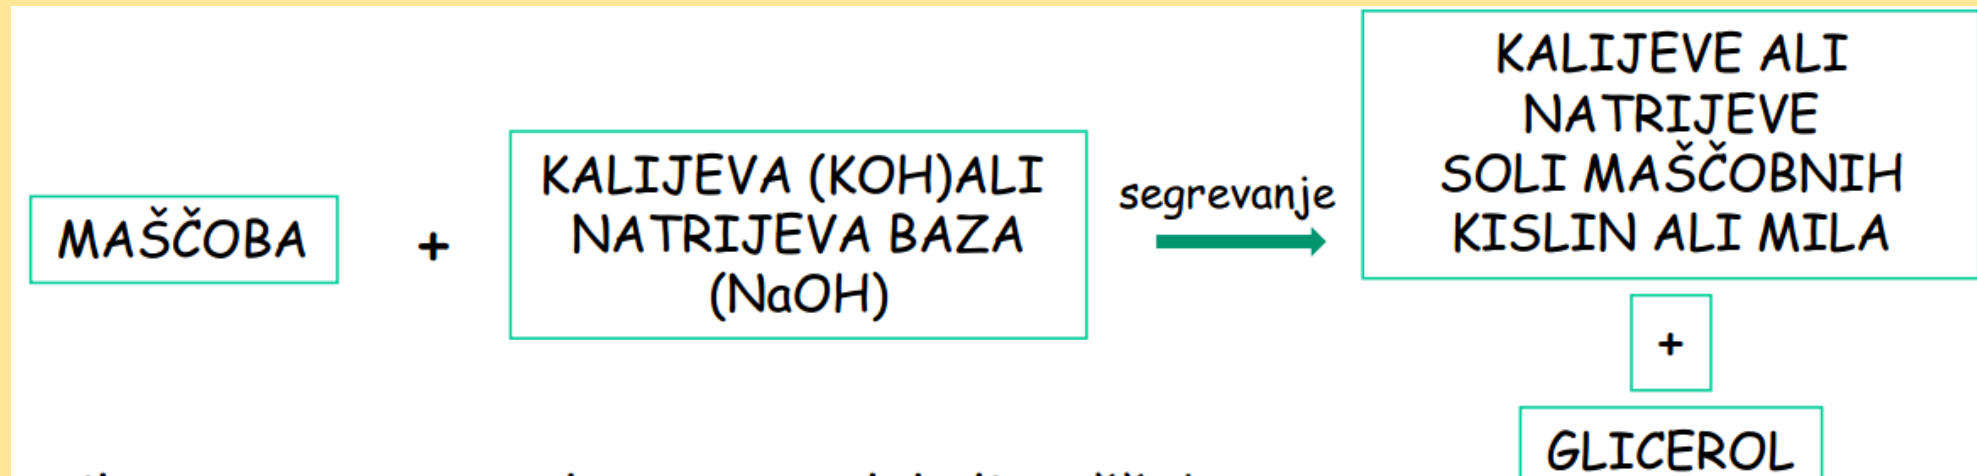 MAŠČOBA
+
KALIJEVA (KOH)ALI
NATRIJEVA BAZA
(NaOH)
segrevanje
KALIJEVE ALI
NATRIJEVE
SOLI MAŠČOBNIH
KISLIN ALI MILA
+
GLICEROL